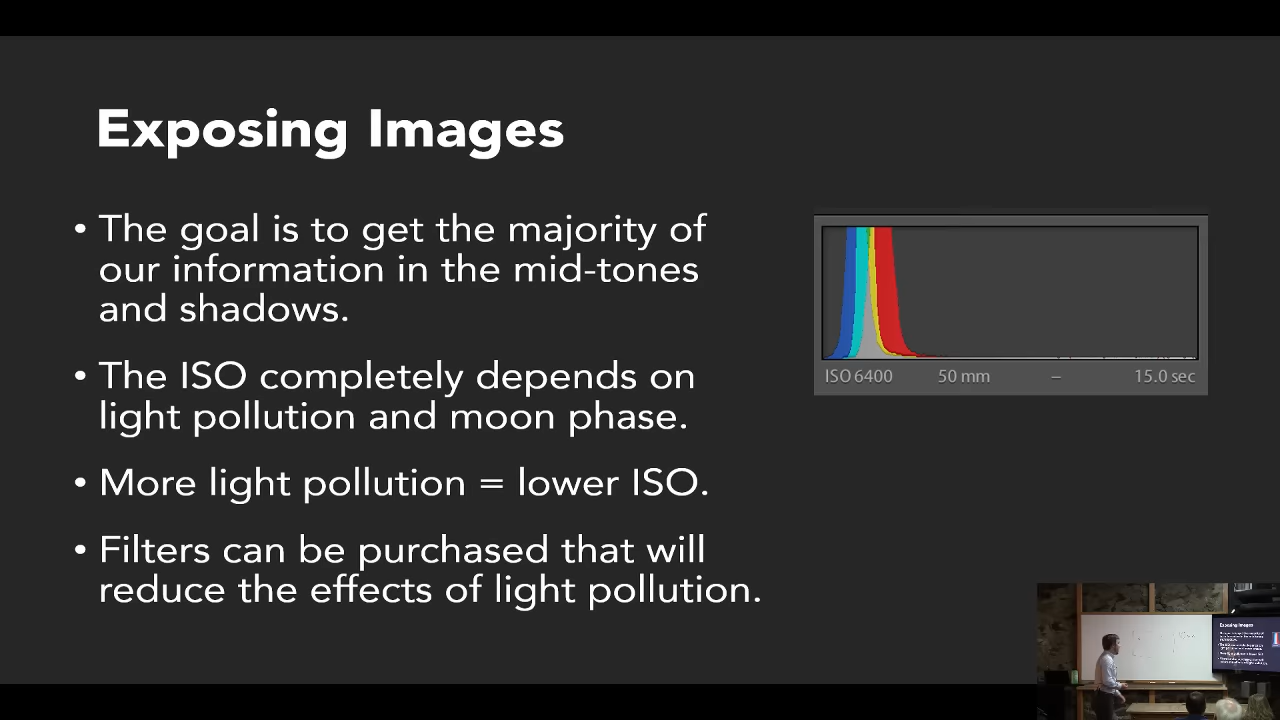 Exposing Images
• The goal is to get the majority of
our information in the mid-tones
and shadows.
• The ISO completely depends on
light pollution and moon phase.
• More light pollution = lower ISO.
• Filters can be purchased that will
reduce the effects of light pollution.
ISO 6400 50 mm – 15.0 sec
Exposing Images